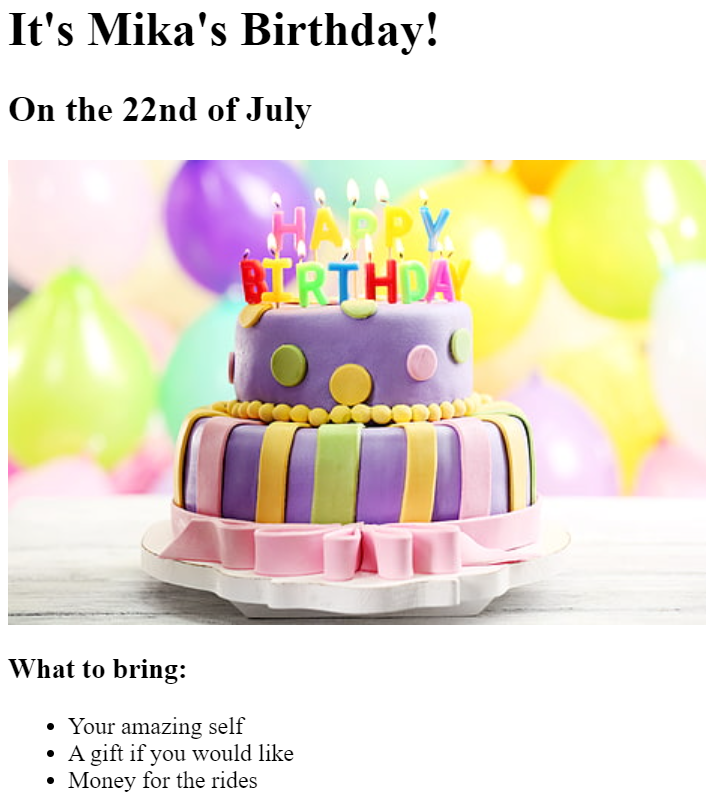 It's Mika's Birthday!
On the 22nd of July
HAPPY
BIRTHDAY
What to bring:
Your amazing self
A gift if you would like
Money for the rides